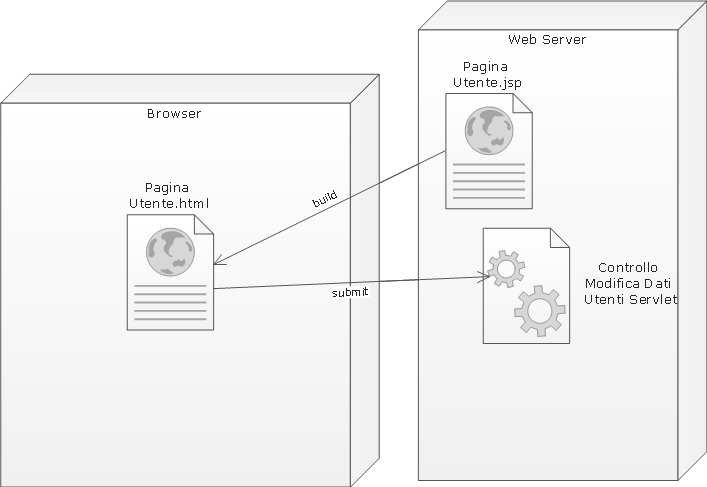 Web Server
Pagina
Utente.jsp
Browser
Pagina
Utente.html
build
submit
Controllo
Modifica Dati
Utenti Servlet